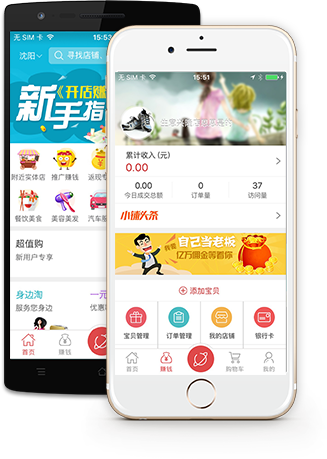 无 SIM 卡
15:53
沈阳
寻找店铺、
《开店赚
新手指
附近实体店
推广赚钱
返现专
餐饮美食
美容美发
汽车服
超值购
新用户专享
身边淘
一元
服务您身边
优惠
首页
赚钱
无 SIM 卡
15:51
累计收入 (元)
0.00
0.00
0
37
今日成交总额
订单量
访问量
小铺头条
我要
自己当老板
亿万佣金等着你
添加宝贝
宝贝管理
订单管理
我的店铺
银行卡
首页
赚钱
购物车
我的